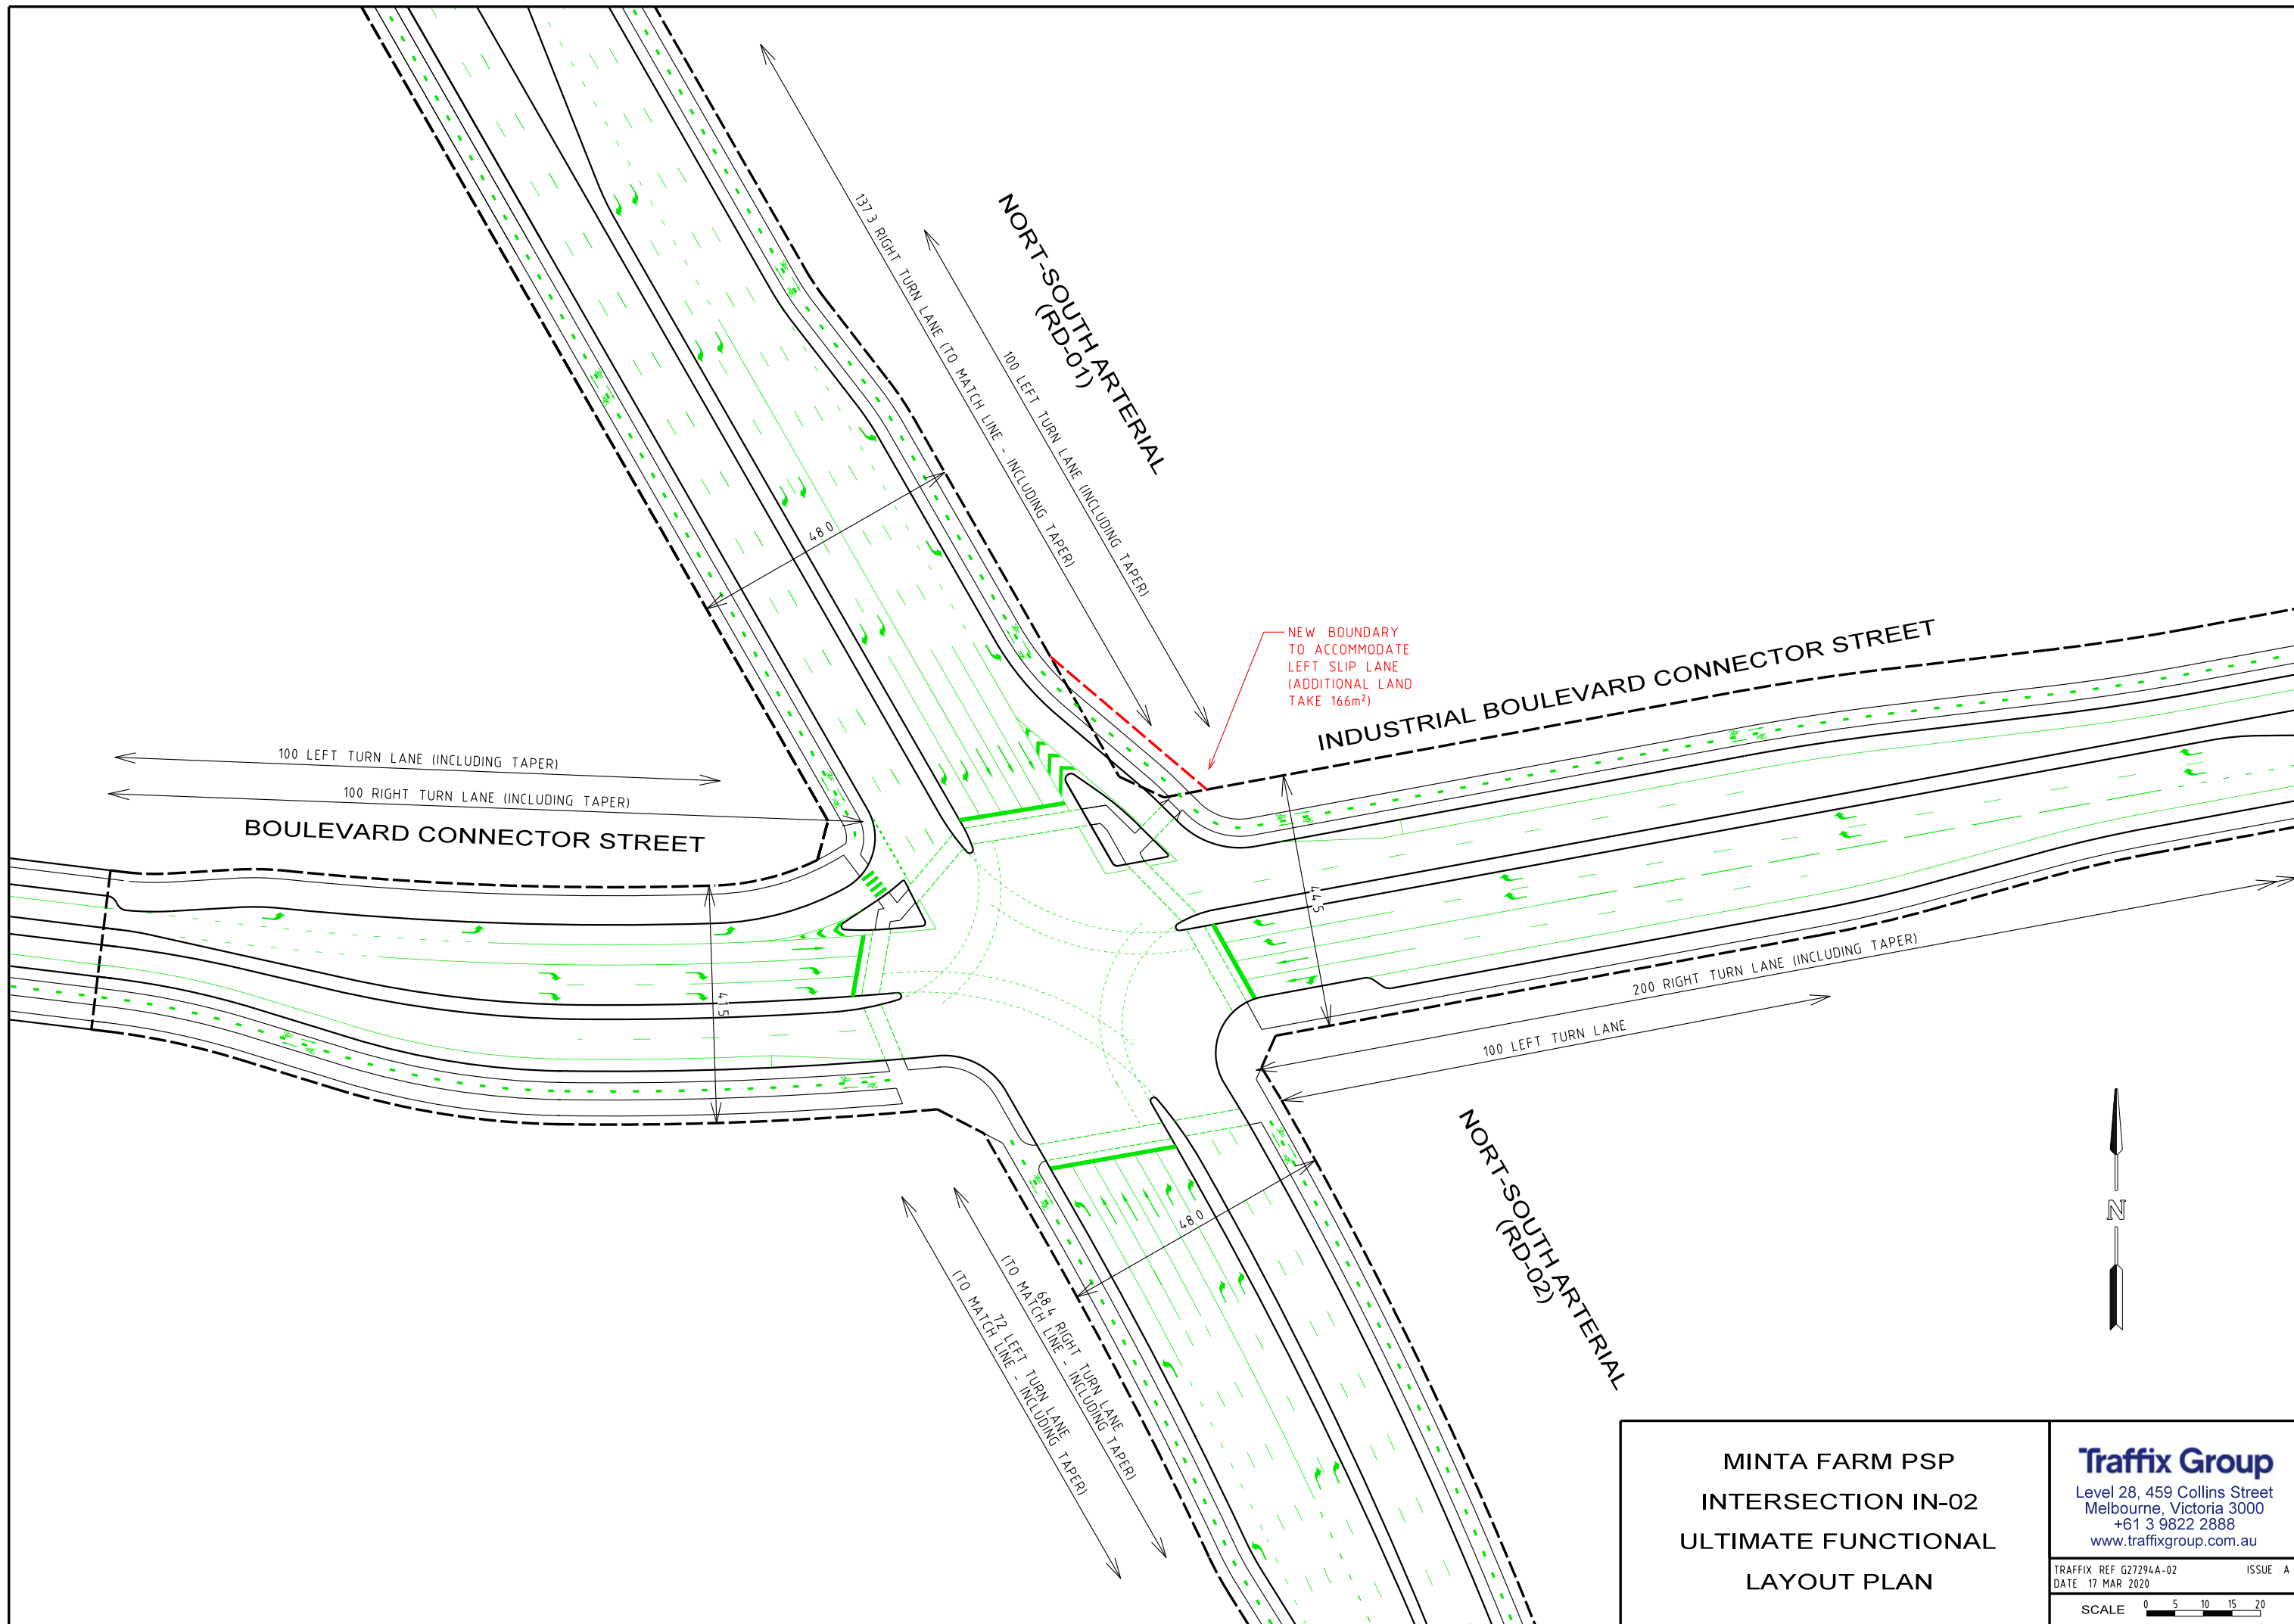 137.3 RIGHT TURN LANE (TO MATCH LINE - INCLUDING TAPER)
100 LEFT TURN LANE (INCLUDING TAPER)
NORT-SOUTH ARTERIAL
(RD-01)
48.0
NEW BOUNDARY
TO ACCOMMODATE
LEFT SLIP LANE
(ADDITIONAL LAND
TAKE 166m²)
INDUSTRIAL BOULEVARD CONNECTOR STREET
100 LEFT TURN LANE (INCLUDING TAPER)
100 RIGHT TURN LANE (INCLUDING TAPER)
BOULEVARD CONNECTOR STREET
44.5
41.5
200 RIGHT TURN LANE (INCLUDING TAPER)
100 LEFT TURN LANE
NORT-SOUTH ARTERIAL
(RD-02)
48.0
68.4 RIGHT TURN LANE
(TO MATCH LINE - INCLUDING TAPER)
72 LEFT TURN LANE
(TO MATCH LINE - INCLUDING TAPER)
N
MINTA FARM PSP
INTERSECTION IN-02
ULTIMATE FUNCTIONAL
LAYOUT PLAN
Traffix Group
Level 28, 459 Collins Street
Melbourne, Victoria 3000
+61 3 9822 2888
www.traffixgroup.com.au
TRAFFIX REF G27294A-02 ISSUE A
DATE 17 MAR 2020
SCALE 0 5 10 15 20